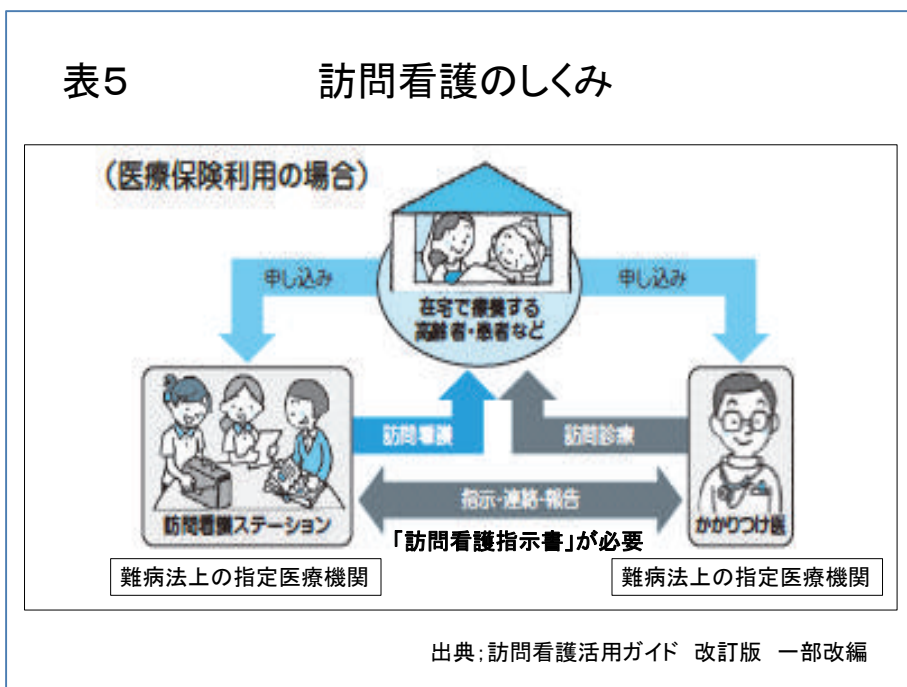 表5 訪問看護のしくみ
(医療保険利用の場合)
申し込み
申し込み
在宅で療養する
高齢者・患者など
訪問看護
訪問診療
指示・連絡・報告
訪問看護ステーション
かかりつけ医
「訪問看護指示書」が必要
難病法上の指定医療機関
難病法上の指定医療機関
出典;訪問看護活用ガイド 改訂版 一部改編